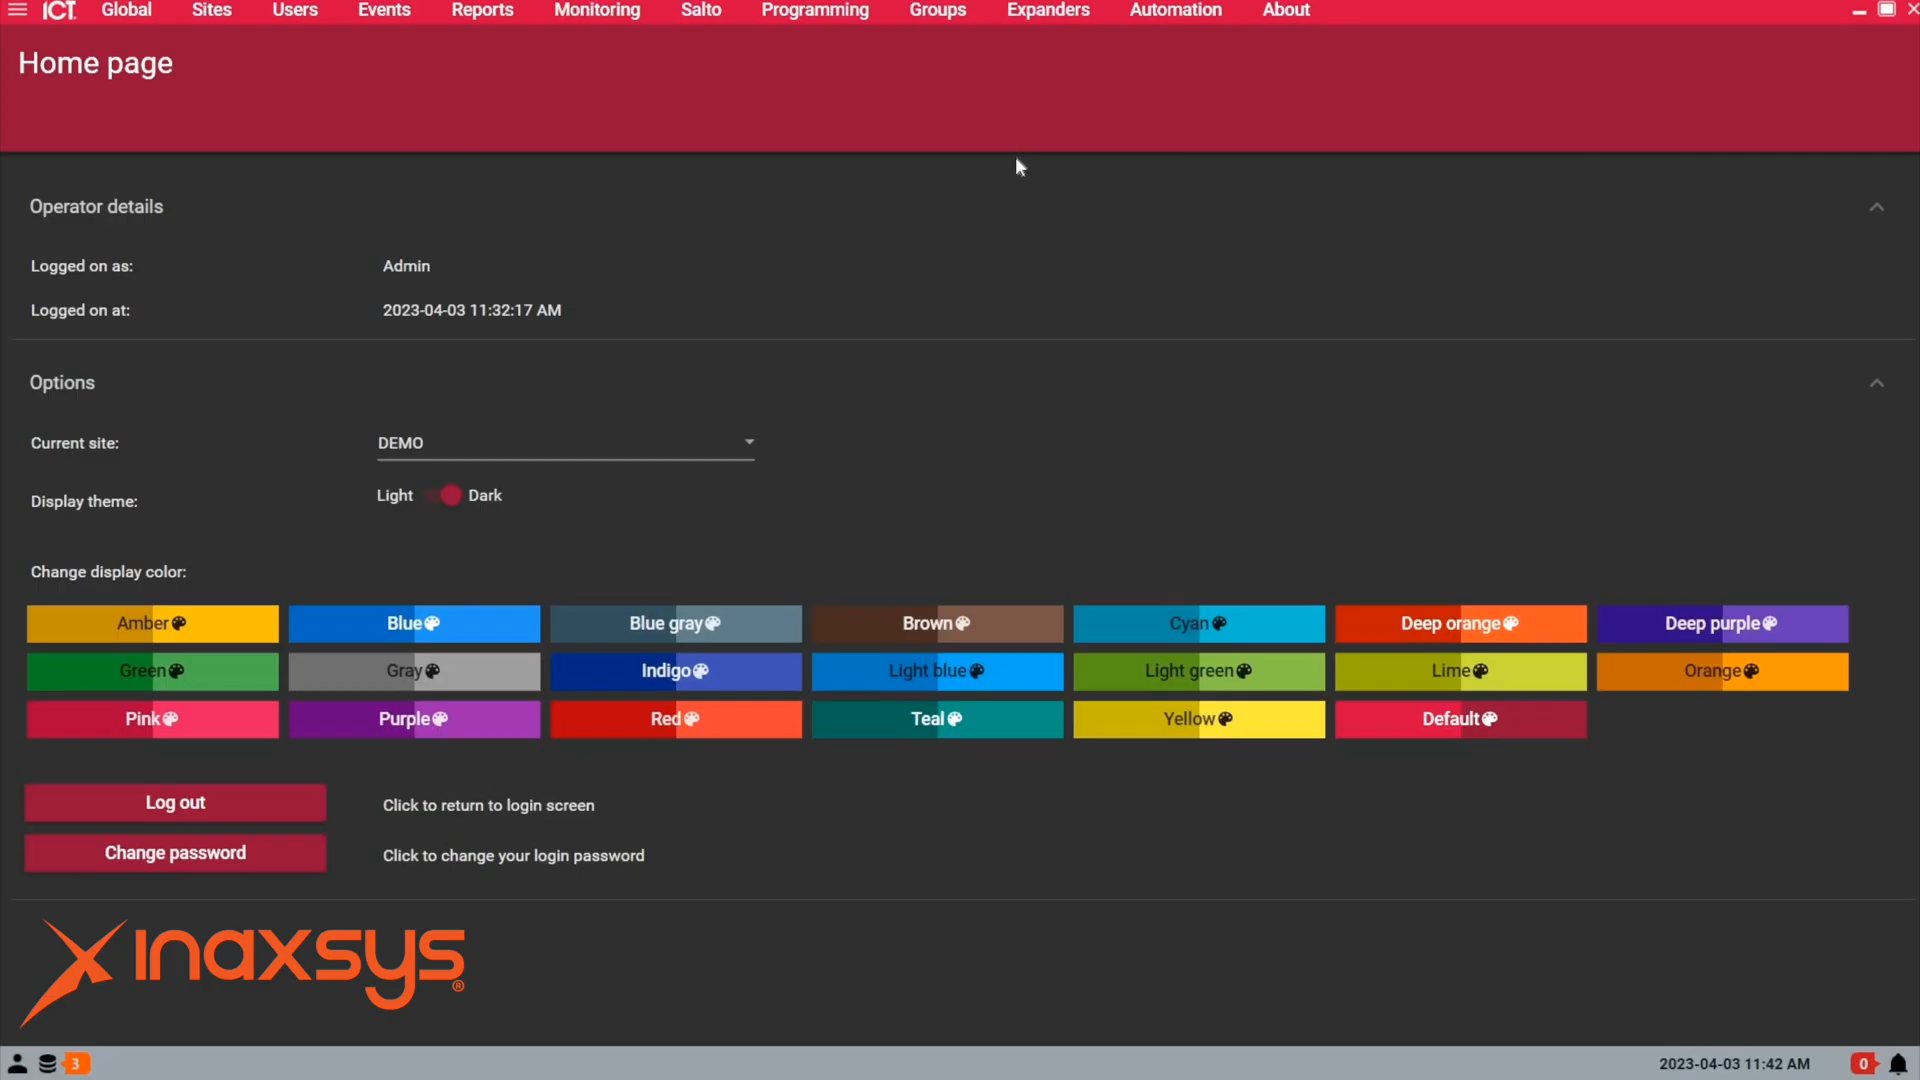 ICT Global Sites Users Events Reports Monitoring Salto Programming Groups Expanders Automation About
Home page
Operator details
Logged on as: Admin
Logged on at: 2023-04-03 11:32:17 AM
Options
Current site: DEMO
Display theme: Light Dark
Change display color:
Amber Blue Blue gray Brown Cyan Deep orange Deep purple
Green Gray Indigo Light blue Light green Lime Orange
Pink Purple Red Teal Yellow Default
Log out Click to return to login screen
Change password Click to change your login password
inaxsys®
3 2023-04-03 11:42 AM 0